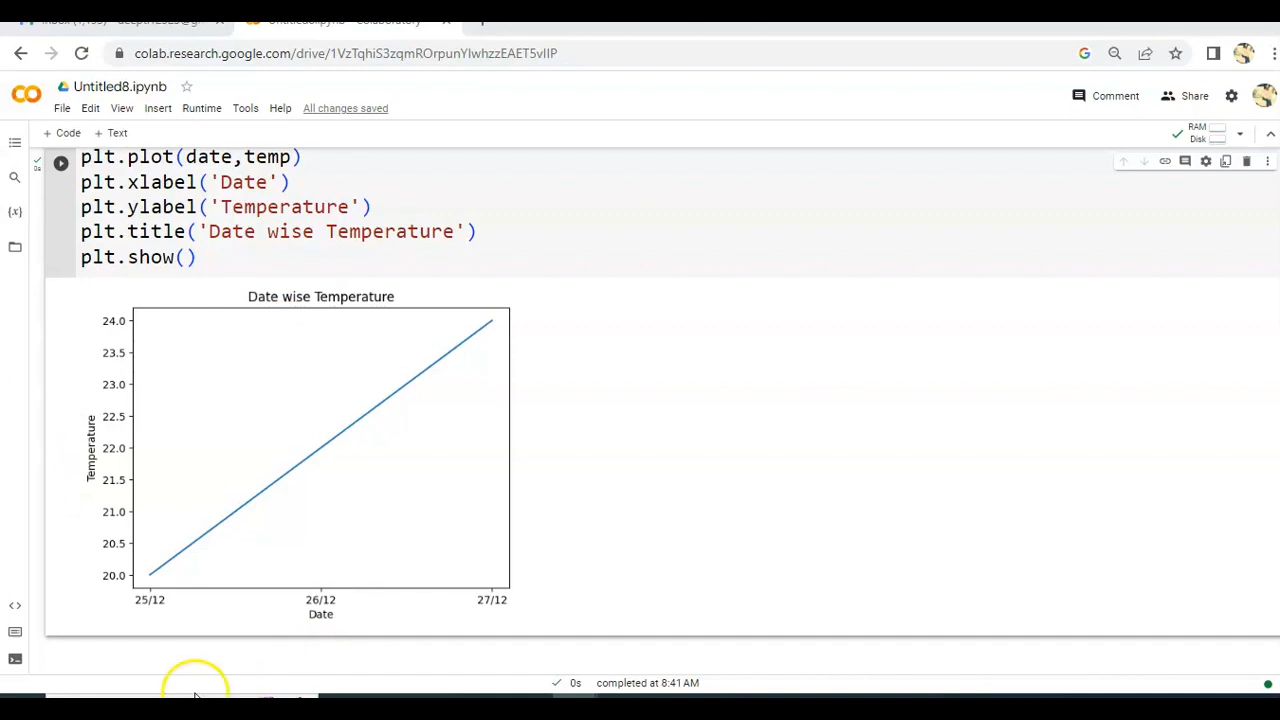 colab.research.google.com/drive/1VzTqhiS3zqmROrpunYIwhzzEAET5vIIP
Untitled8.ipynb
Comment
Share
File Edit View Insert Runtime Tools Help All changes saved
+ Code + Text
RAM
Disk
plt.plot(date,temp)
0s
plt.xlabel('Date')
plt.ylabel('Temperature')
plt.title('Date wise Temperature')
plt.show()
{x}
Date wise Temperature
24.0
23.5
23.0
22.5
22.0
21.5
21.0
20.5
20.0
Temperature
25/12 26/12 27/12
Date
0s completed at 8:41 AM